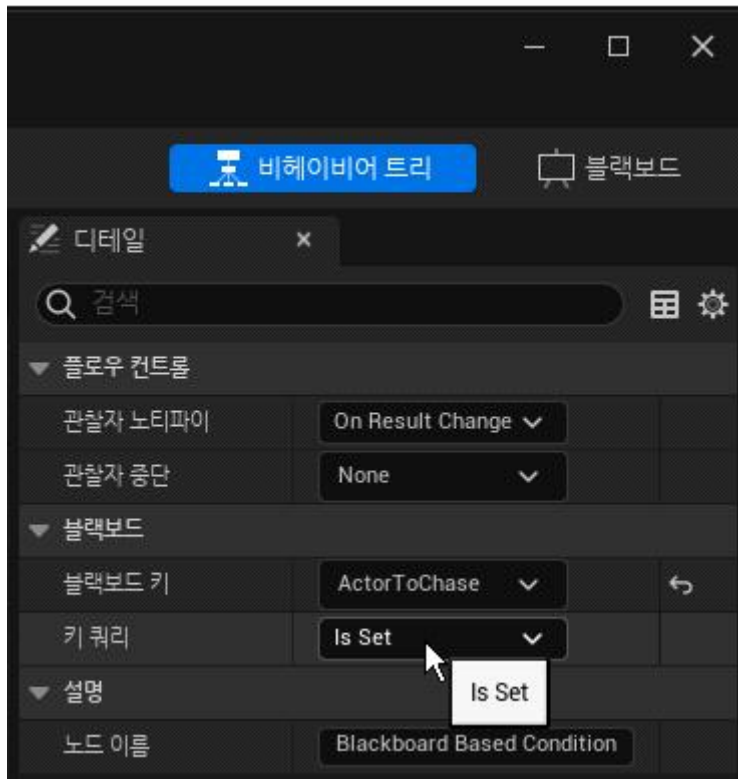 비헤이비어 트리 블랙보드
디테일
검색
플로우 컨트롤
관찰자 노티파이 On Result Change
관찰자 중단 None
블랙보드
블랙보드 키 ActorToChase
키 쿼리 Is Set
Is Set
설명
노드 이름 Blackboard Based Condition